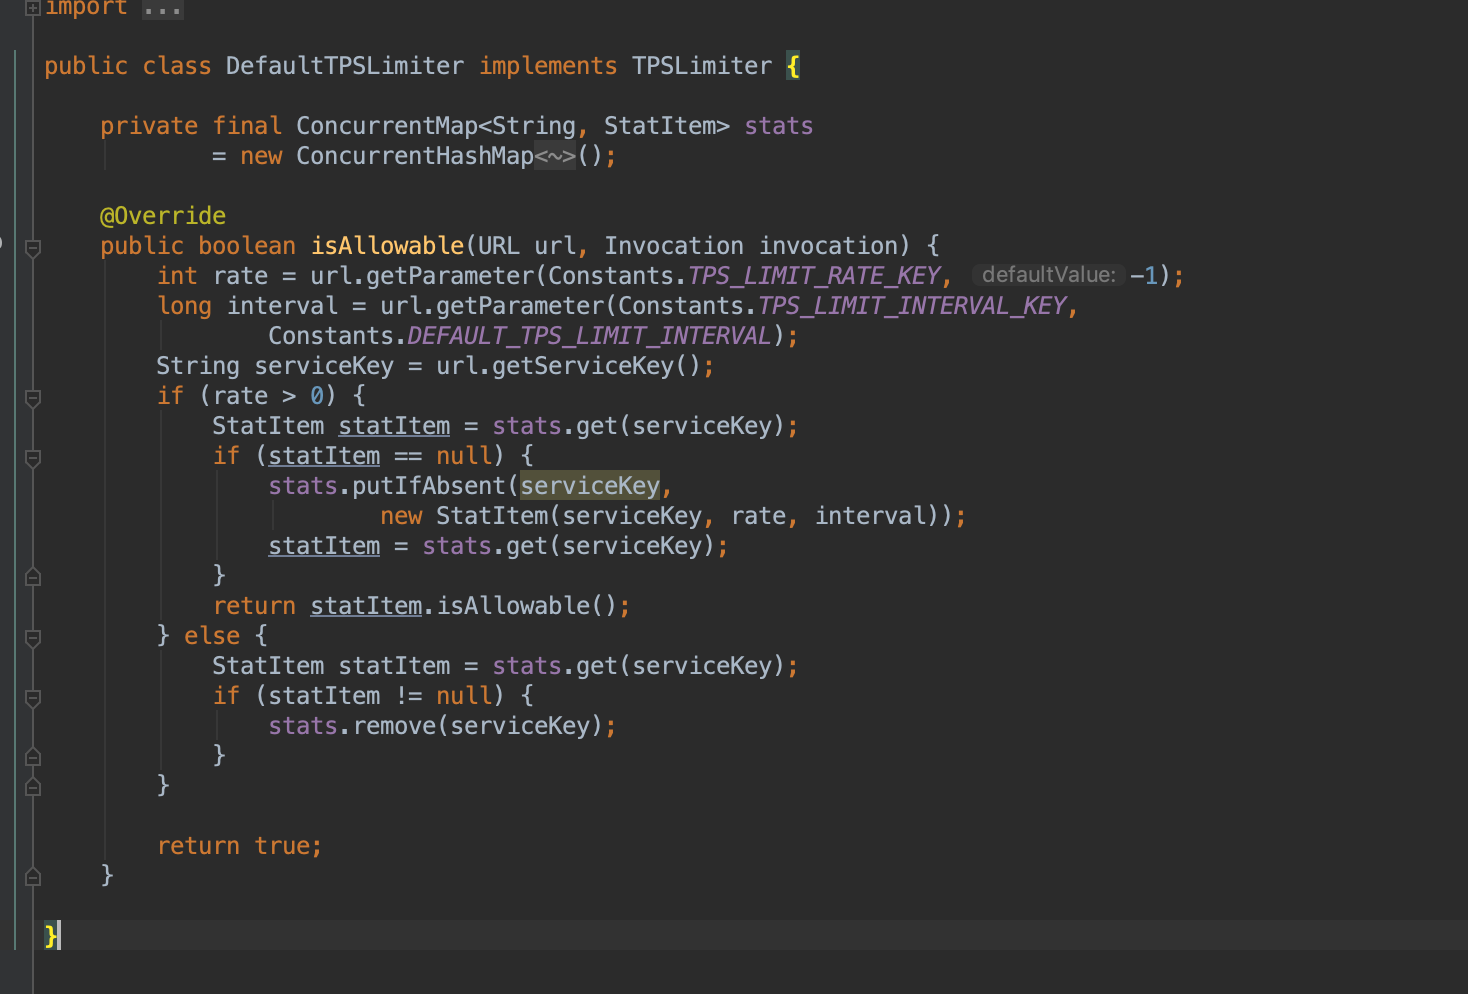 import ...
public class DefaultTPSLimiter implements TPSLimiter {
private final ConcurrentMap<String, StatItem> stats
= new ConcurrentHashMap<~>();
@Override
public boolean isAllowable(URL url, Invocation invocation) {
int rate = url.getParameter(Constants.TPS_LIMIT_RATE_KEY, defaultValue: -1);
long interval = url.getParameter(Constants.TPS_LIMIT_INTERVAL_KEY,
Constants.DEFAULT_TPS_LIMIT_INTERVAL);
String serviceKey = url.getServiceKey();
if (rate > 0) {
StatItem statItem = stats.get(serviceKey);
if (statItem == null) {
stats.putIfAbsent(serviceKey,
new StatItem(serviceKey, rate, interval));
statItem = stats.get(serviceKey);
}
return statItem.isAllowable();
} else {
StatItem statItem = stats.get(serviceKey);
if (statItem != null) {
stats.remove(serviceKey);
}
}
return true;
}
}